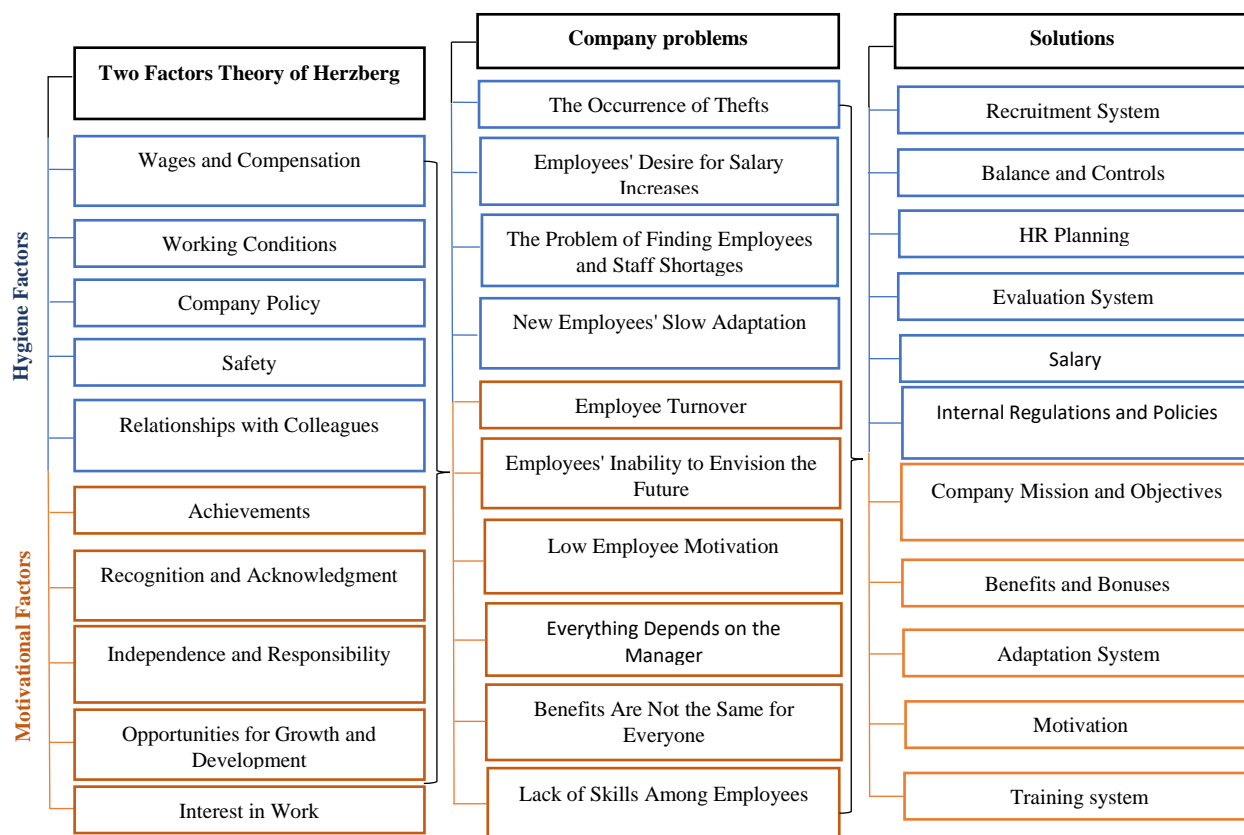 Two Factors Theory of Herzberg
Hygiene Factors
Wages and Compensation
Working Conditions
Company Policy
Safety
Relationships with Colleagues
Motivational Factors
Achievements
Recognition and Acknowledgment
Independence and Responsibility
Opportunities for Growth and
Development
Interest in Work
Company problems
The Occurrence of Thefts
Employees' Desire for Salary
Increases
The Problem of Finding Employees
and Staff Shortages
New Employees' Slow Adaptation
Employee Turnover
Employees' Inability to Envision the
Future
Low Employee Motivation
Everything Depends on the
Manager
Benefits Are Not the Same for
Everyone
Lack of Skills Among Employees
Solutions
Recruitment System
Balance and Controls
HR Planning
Evaluation System
Salary
Internal Regulations and Policies
Company Mission and Objectives
Benefits and Bonuses
Adaptation System
Motivation
Training system